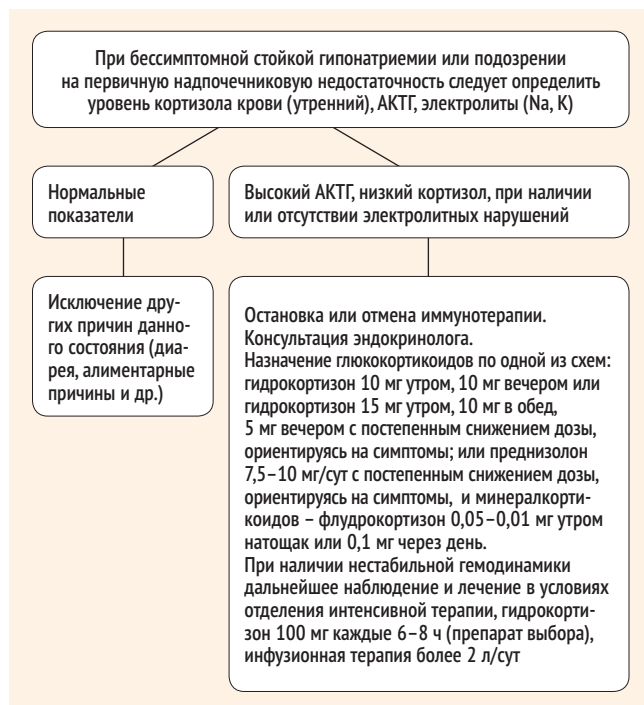 При бессимптомной стойкой гипонатриемии или подозрении
на первичную надпочечниковую недостаточность следует определить
уровень кортизола крови (утренний), АКТГ, электролиты (Na, K)
Нормальные
показатели
Высокий АКТГ, низкий кортизол, при наличии
или отсутствии электролитных нарушений
Исключение дру-
гих причин данно-
го состояния (диа-
рея, алиментарные
причины и др.)
Остановка или отмена иммунотерапии.
Консультация эндокринолога.
Назначение глюкокортикоидов по одной из схем:
гидрокортизон 10 мг утром, 10 мг вечером или
гидрокортизон 15 мг утром, 10 мг в обед,
5 мг вечером с постепенным снижением дозы,
ориентируясь на симптомы; или преднизолон
7,5–10 мг/сут с постепенным снижением дозы,
ориентируясь на симптомы, и минералкорти-
коидов – флудрокортизон 0,05–0,01 мг утром
натощак или 0,1 мг через день.
При наличии нестабильной гемодинамики
дальнейшее наблюдение и лечение в условиях
отделения интенсивной терапии, гидрокорти-
зон 100 мг каждые 6–8 ч (препарат выбора),
инфузионная терапия более 2 л/сут